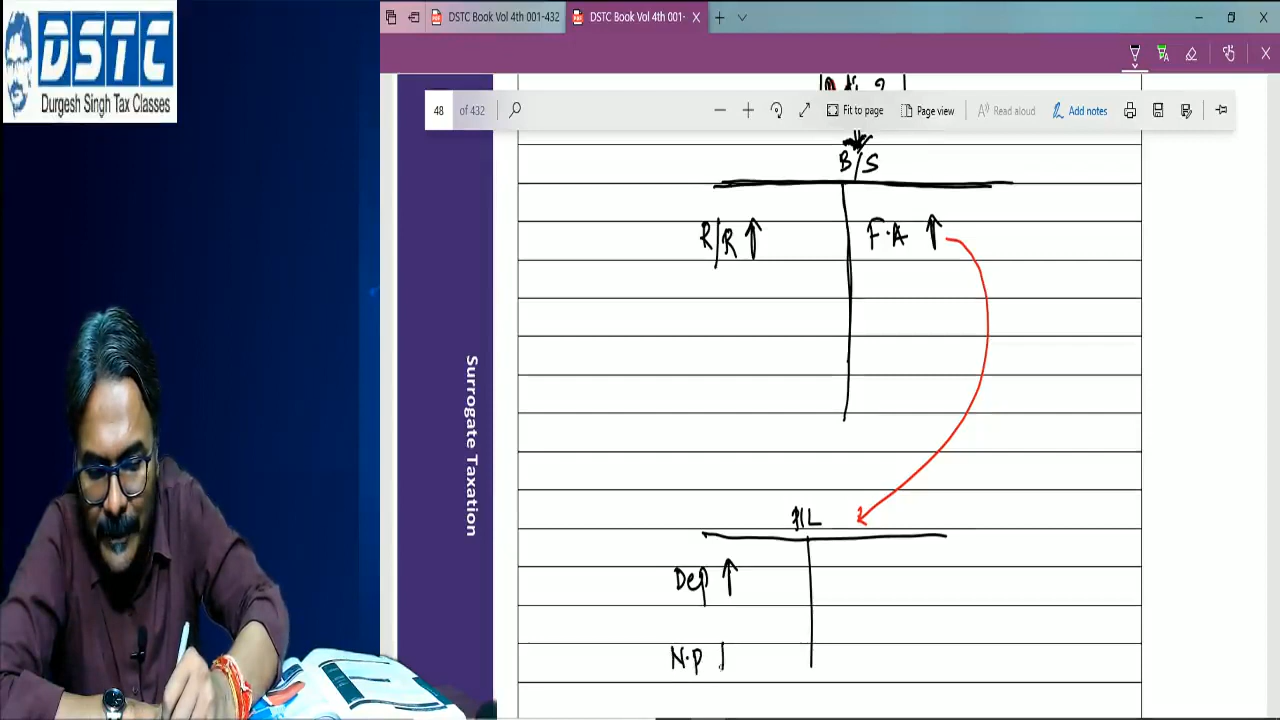 DSTC
Durgesh Singh Tax Classes
DSTC Book Vol 4th 001-432
DSTC Book Vol 4th 001-
48 of 432
Fit to page
Page view
Read aloud
Add notes
B/S
R/R ↑ F.A ↑
Surrogate Taxation
Dep ↑
N.P